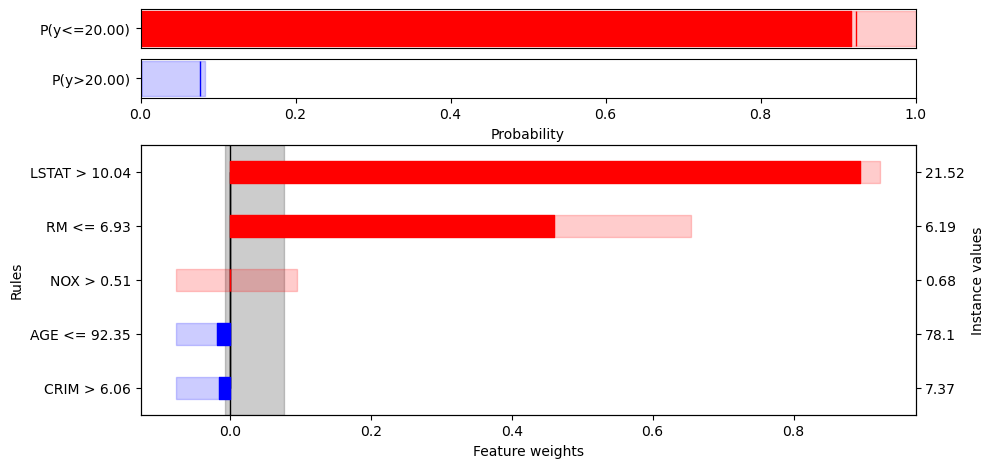 P(y<=20.00)
P(y>20.00)
0.0 0.2 0.4 0.6 0.8 1.0
Probability
LSTAT > 10.04 21.52
RM <= 6.93 6.19
NOX > 0.51 0.68
AGE <= 92.35 78.1
CRIM > 6.06 7.37
Rules
Instance values
0.0 0.2 0.4 0.6 0.8
Feature weights